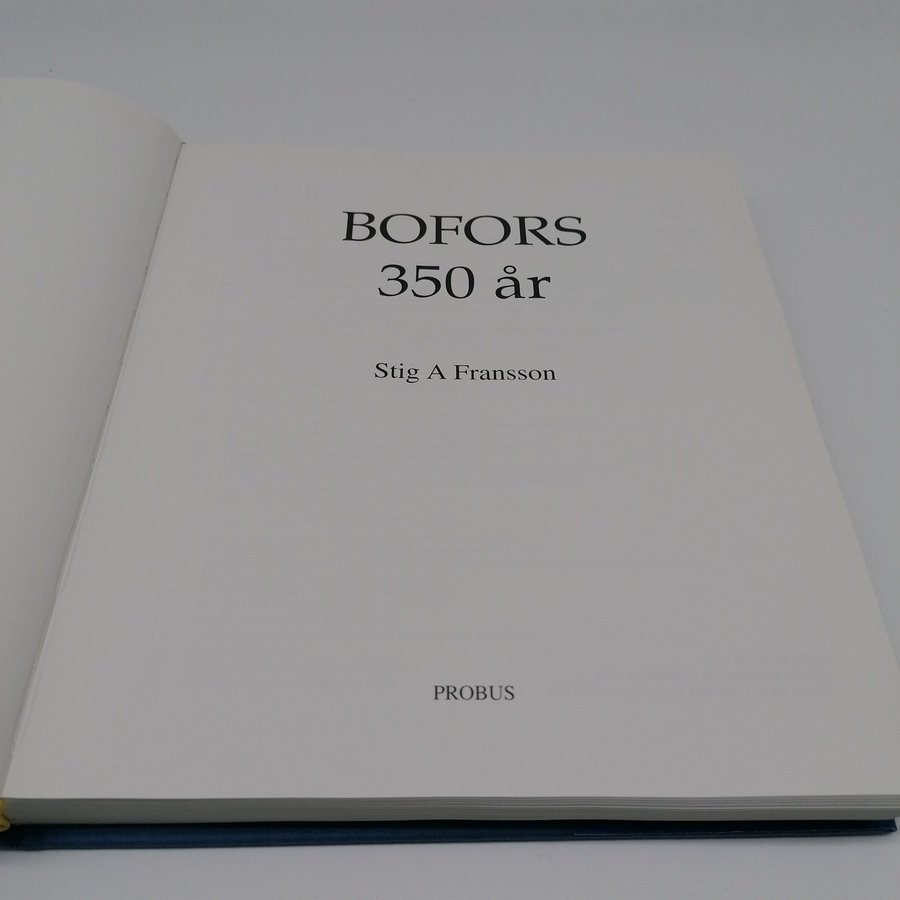 BOFORS
350 år
Stig A Fransson
PROBUS